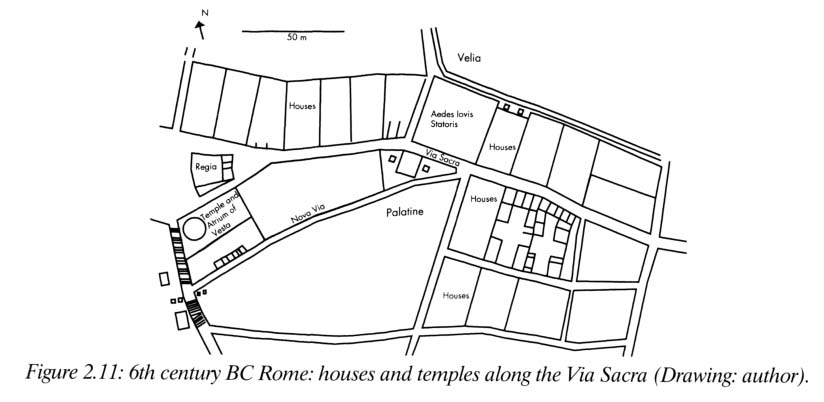 N
50 m
Velia
Houses
Aedes Iovis
Statoris
Houses
Via Sacra
Regia
Houses
Temple and
Atrium of
Vesta
Nova Via
Palatine
Houses
Figure 2.11: 6th century BC Rome: houses and temples along the Via Sacra (Drawing: author).